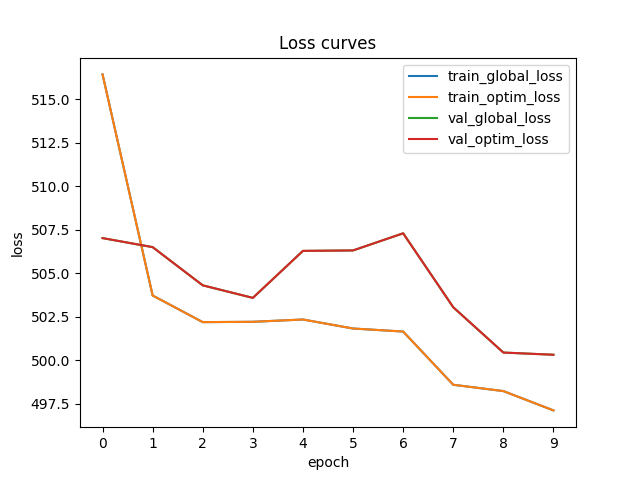 Loss curves
train_global_loss
train_optim_loss
val_global_loss
val_optim_loss
515.0
512.5
510.0
507.5
505.0
502.5
500.0
497.5
loss
0 1 2 3 4 5 6 7 8 9
epoch